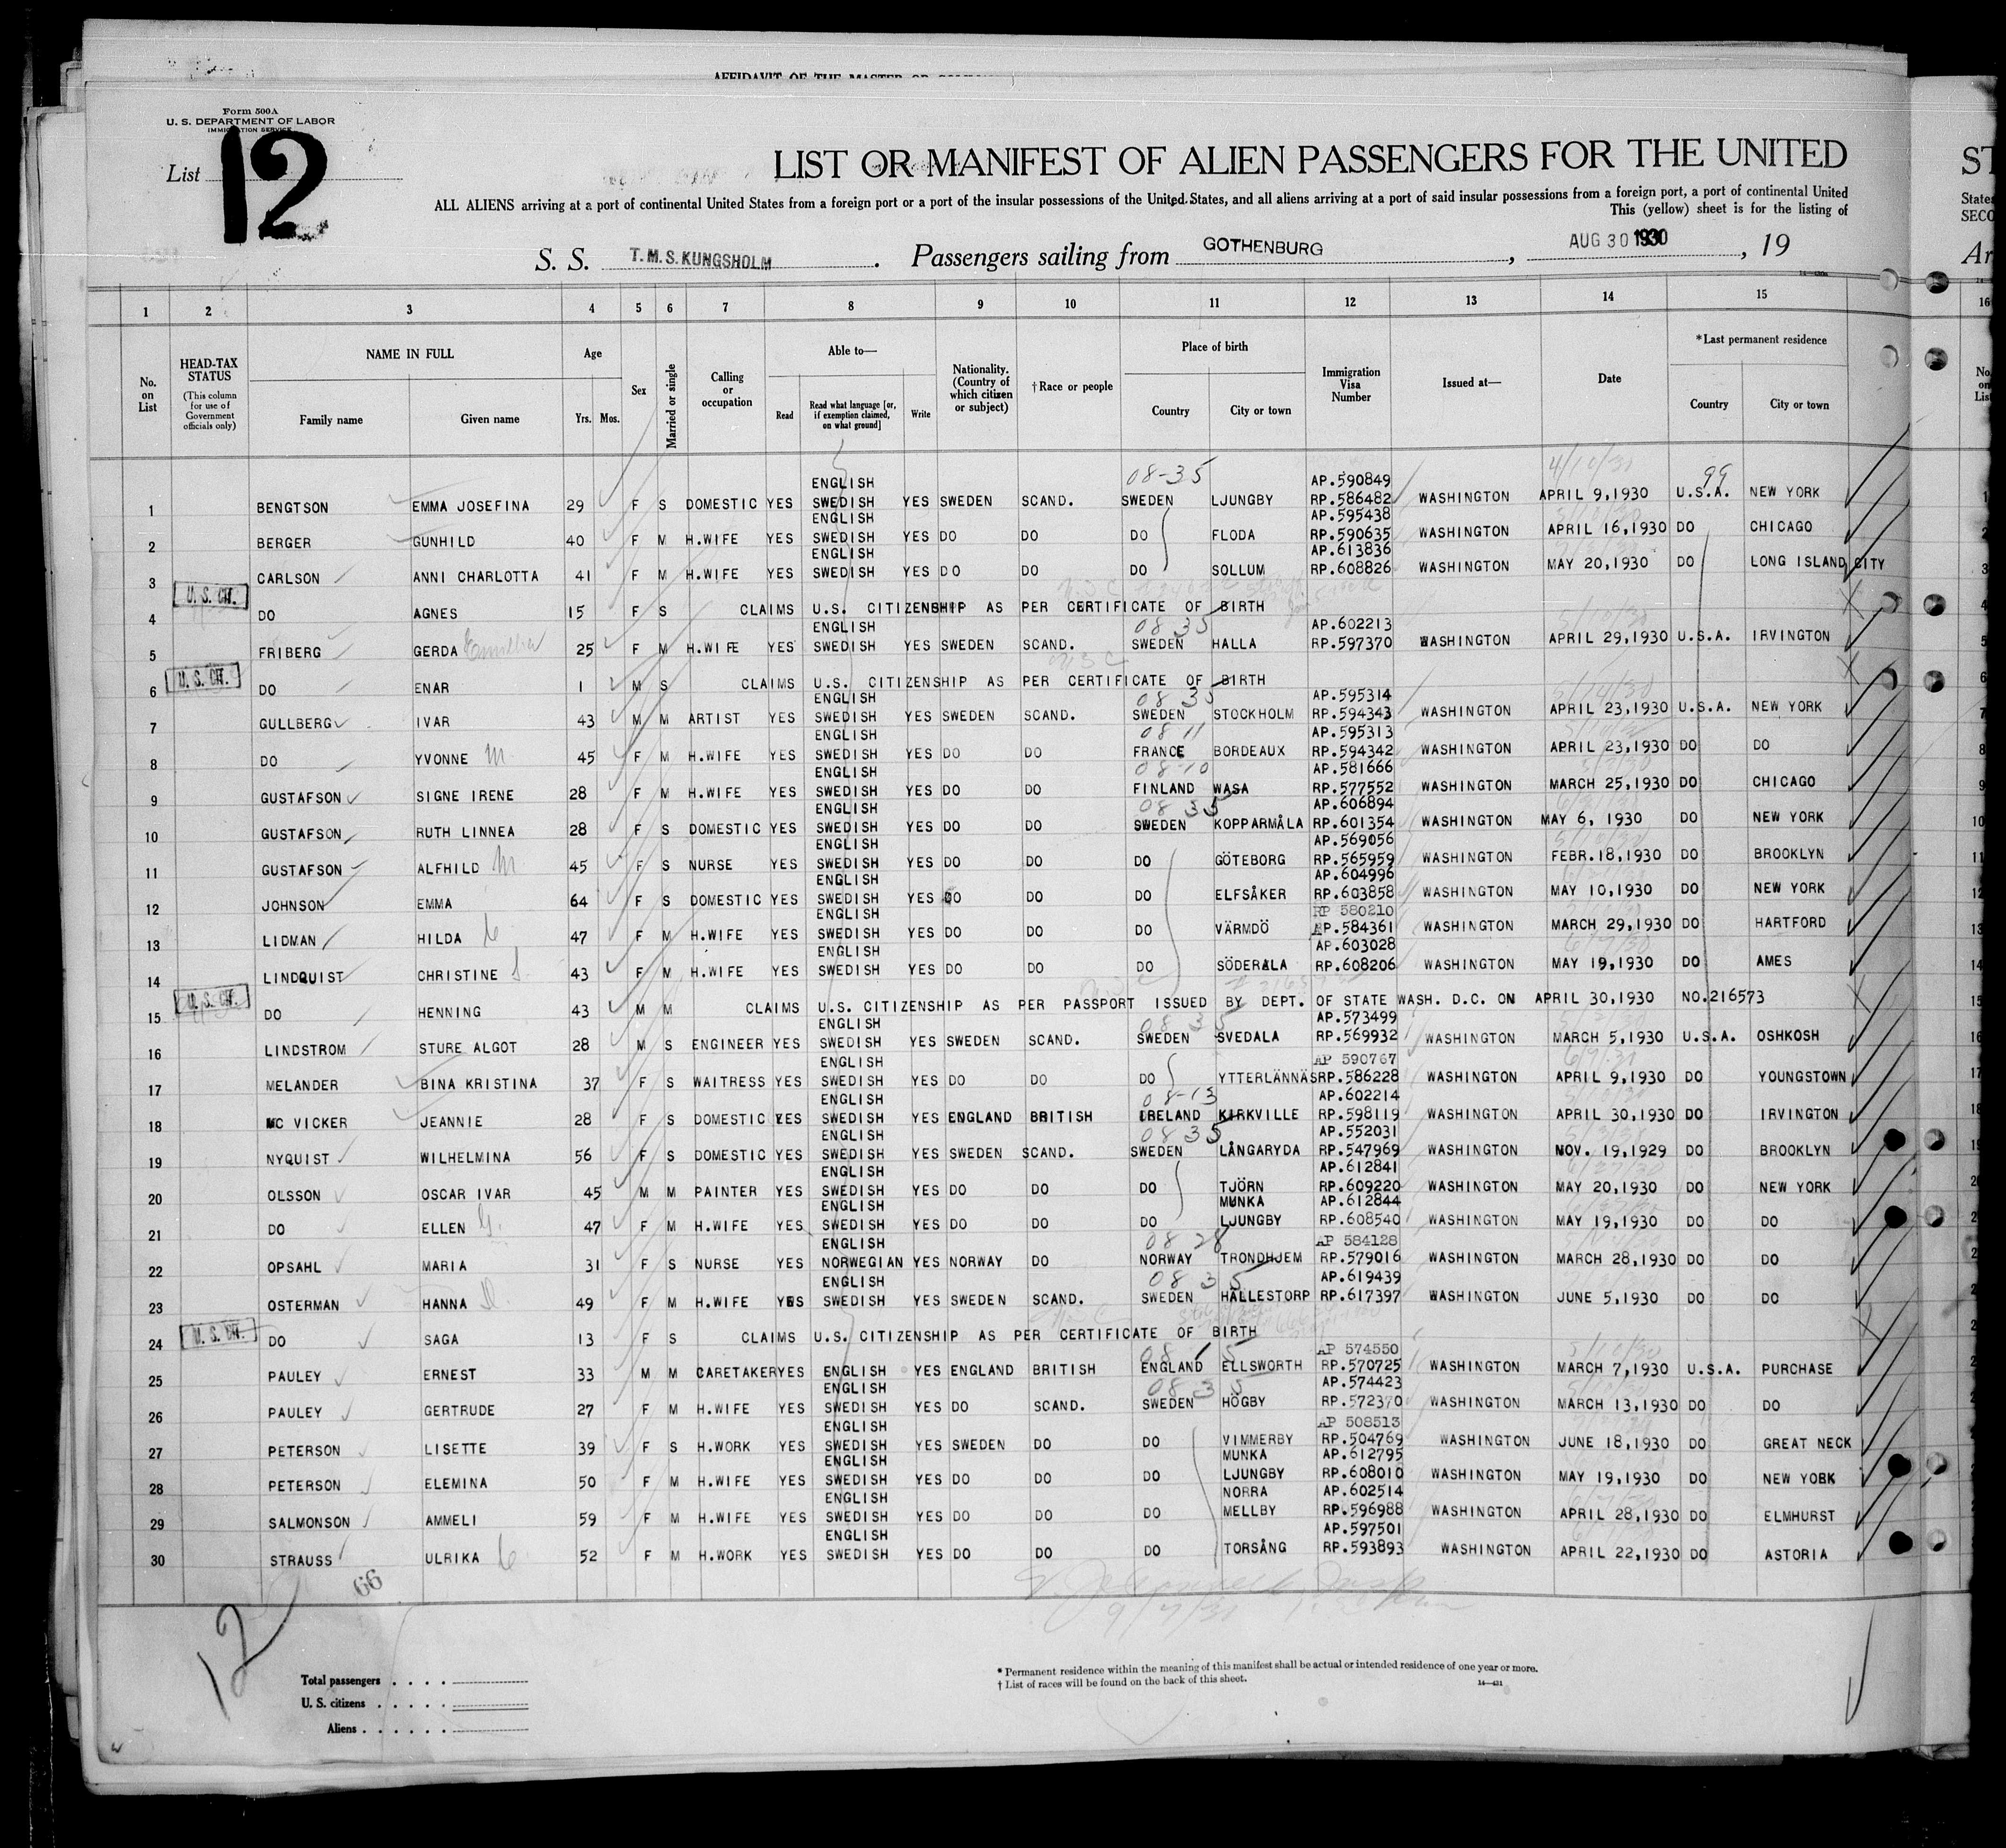 AFFIDAVIT OF THE MASTER OR
Form 500A
U. S. DEPARTMENT OF LABOR
IMMIGRATION SERVICE
List 12
LIST OR MANIFEST OF ALIEN PASSENGERS FOR THE UNITED
ALL ALIENS arriving at a port of continental United States from a foreign port or a port of the insular possessions of the United States, and all aliens arriving at a port of said insular possessions from a foreign port, a port of continental United
This (yellow) sheet is for the listing of
S. S. T.M.S. KUNGSHOLM . Passengers sailing from GOTHENBURG , AUG 30 1930 , 19
1 2 3 4 5 6 7 8 9 10 11 12 13 14 15
No. on List HEAD-TAX STATUS (This column for use of Government officials only) NAME IN FULL Family name Given name Age Yrs. Mos. Sex Married or single Calling or occupation Able to— Read Read what language [or, if exemption claimed, on what ground] Write Nationality. (Country of which citizen or subject) †Race or people Place of birth Country City or town Immigration Visa Number Issued at— Date *Last permanent residence Country City or town
08-35 4/10/31 99
ENGLISH AP.590849
1 BENGTSON EMMA JOSEFINA 29 F S DOMESTIC YES SWEDISH YES SWEDEN SCAND. SWEDEN LJUNGBY RP.586482 WASHINGTON APRIL 9,1930 U.S.A. NEW YORK
ENGLISH AP.595438
2 BERGER GUNHILD 40 F M H.WIFE YES SWEDISH YES DO DO DO FLODA RP.590635 WASHINGTON APRIL 16,1930 DO CHICAGO
ENGLISH AP.613836
3 CARLSON ANNI CHARLOTTA 41 F M H.WIFE YES SWEDISH YES DO DO DO SOLLUM RP.608826 WASHINGTON MAY 20,1930 DO LONG ISLAND CITY
U.S. CIT.
4 DO AGNES 15 F S CLAIMS U.S. CITIZENSHIP AS PER CERTIFICATE OF BIRTH
ENGLISH 08 35 AP.602213
5 FRIBERG GERDA 25 F M H.WIFE YES SWEDISH YES SWEDEN SCAND. SWEDEN HALLA RP.597370 WASHINGTON APRIL 29,1930 U.S.A. IRVINGTON
U.S. CIT.
6 DO ENAR 1 M S CLAIMS U.S. CITIZENSHIP AS PER CERTIFICATE OF BIRTH
ENGLISH 08 35 AP.595314
7 GULLBERG IVAR 43 M M ARTIST YES SWEDISH YES SWEDEN SCAND. SWEDEN STOCKHOLM RP.594343 WASHINGTON APRIL 23,1930 U.S.A. NEW YORK
ENGLISH 08 11 AP.595313
8 DO YVONNE M 45 F M H.WIFE YES SWEDISH YES DO DO FRANCE BORDEAUX RP.594342 WASHINGTON APRIL 23,1930 DO DO
ENGLISH 08-10 AP.581666
9 GUSTAFSON SIGNE IRENE 28 F M H.WIFE YES SWEDISH YES DO DO FINLAND WASA RP.577552 WASHINGTON MARCH 25,1930 DO CHICAGO
ENGLISH 08 35 AP.606894
10 GUSTAFSON RUTH LINNEA 28 F S DOMESTIC YES SWEDISH YES DO DO SWEDEN KOPPARMÅLA RP.601354 WASHINGTON MAY 6, 1930 DO NEW YORK
ENGLISH AP.569056
11 GUSTAFSON ALFHILD M 45 F S NURSE YES SWEDISH YES DO DO DO GÖTEBORG RP.565959 WASHINGTON FEBR.18,1930 DO BROOKLYN
ENGLISH AP.604996
12 JOHNSON EMMA 64 F S DOMESTIC YES SWEDISH YES DO DO DO ELFSÅKER RP.603858 WASHINGTON MAY 10,1930 DO NEW YORK
ENGLISH RP 580210
13 LIDMAN HILDA 47 F M H.WIFE YES SWEDISH YES DO DO DO VÄRMDÖ AP.584361 WASHINGTON MARCH 29,1930 DO HARTFORD
ENGLISH AP.603028
14 LINDQUIST CHRISTINE 43 F M H.WIFE YES SWEDISH YES DO DO DO SÖDERALA RP.608206 WASHINGTON MAY 19,1930 DO AMES
U.S. CIT.
15 DO HENNING 43 M M CLAIMS U.S. CITIZENSHIP AS PER PASSPORT ISSUED BY DEPT. OF STATE WASH. D.C. ON APRIL 30,1930 NO.216573
ENGLISH 08 35 AP.573499
16 LINDSTROM STURE ALGOT 28 M S ENGINEER YES SWEDISH YES SWEDEN SCAND. SWEDEN SVEDALA RP.569932 WASHINGTON MARCH 5,1930 U.S.A. OSHKOSH
ENGLISH AP 590767
17 MELANDER BINA KRISTINA 37 F S WAITRESS YES SWEDISH YES DO DO DO YTTERLÄNNÄS RP.586228 WASHINGTON APRIL 9,1930 DO YOUNGSTOWN
ENGLISH 08-13 AP.602214
18 MC VICKER JEANNIE 28 F S DOMESTIC YES SWEDISH YES ENGLAND BRITISH IRELAND KIRKVILLE RP.598119 WASHINGTON APRIL 30,1930 DO IRVINGTON
ENGLISH 08 35 AP.552031
19 NYQUIST WILHELMINA 56 F S DOMESTIC YES SWEDISH YES SWEDEN SCAND. SWEDEN LÅNGARYDA RP.547969 WASHINGTON NOV. 19,1929 DO BROOKLYN
ENGLISH AP.612841
20 OLSSON OSCAR IVAR 45 M M PAINTER YES SWEDISH YES DO DO DO TJÖRN RP.609220 WASHINGTON MAY 20,1930 DO NEW YORK
ENGLISH MUNKA AP.612844
21 DO ELLEN 47 F M H.WIFE YES SWEDISH YES DO DO DO LJUNGBY RP.608540 WASHINGTON MAY 19,1930 DO DO
ENGLISH 08 28 AP 584128
22 OPSAHL MARIA 31 F S NURSE YES NORWEGIAN YES NORWAY DO NORWAY TRONDHJEM RP.579016 WASHINGTON MARCH 28,1930 DO DO
ENGLISH 08 35 AP.619439
23 OSTERMAN HANNA 49 F M H.WIFE YES SWEDISH YES SWEDEN SCAND. SWEDEN HÄLLESTORP RP.617397 WASHINGTON JUNE 5,1930 DO DO
U.S. CIT.
24 DO SAGA 13 F S CLAIMS U.S. CITIZENSHIP AS PER CERTIFICATE OF BIRTH
AP 574550
25 PAULEY ERNEST 33 M M CARETAKER YES ENGLISH YES ENGLAND BRITISH ENGLAND ELLSWORTH RP.570725 WASHINGTON MARCH 7,1930 U.S.A. PURCHASE
ENGLISH 08 35 AP.574423
26 PAULEY GERTRUDE 27 F M H.WIFE YES SWEDISH YES DO SCAND. SWEDEN HÖGBY RP.572370 WASHINGTON MARCH 13,1930 DO DO
ENGLISH AP 508513
27 PETERSON LISETTE 39 F S H.WORK YES SWEDISH YES SWEDEN DO DO VIMMERBY RP.504769 WASHINGTON JUNE 18,1930 DO GREAT NECK
ENGLISH MUNKA AP.612795
28 PETERSON ELEMINA 50 F M H.WIFE YES SWEDISH YES DO DO DO LJUNGBY RP.608010 WASHINGTON MAY 19,1930 DO NEW YORK
ENGLISH NORRA AP.602514
29 SALMONSON AMMELI 59 F M H.WIFE YES SWEDISH YES DO DO DO MELLBY RP.596988 WASHINGTON APRIL 28,1930 DO ELMHURST
ENGLISH AP.597501
30 STRAUSS ULRIKA 52 F M H.WORK YES SWEDISH YES DO DO DO TORSÅNG RP.593893 WASHINGTON APRIL 22,1930 DO ASTORIA
66
12
Total passengers . . . .
U. S. citizens . . . . .
Aliens . . . . . .
* Permanent residence within the meaning of this manifest shall be actual or intended residence of one year or more.
† List of races will be found on the back of this sheet.
14—421
ST
States
SECO
Ar
16
No. on List